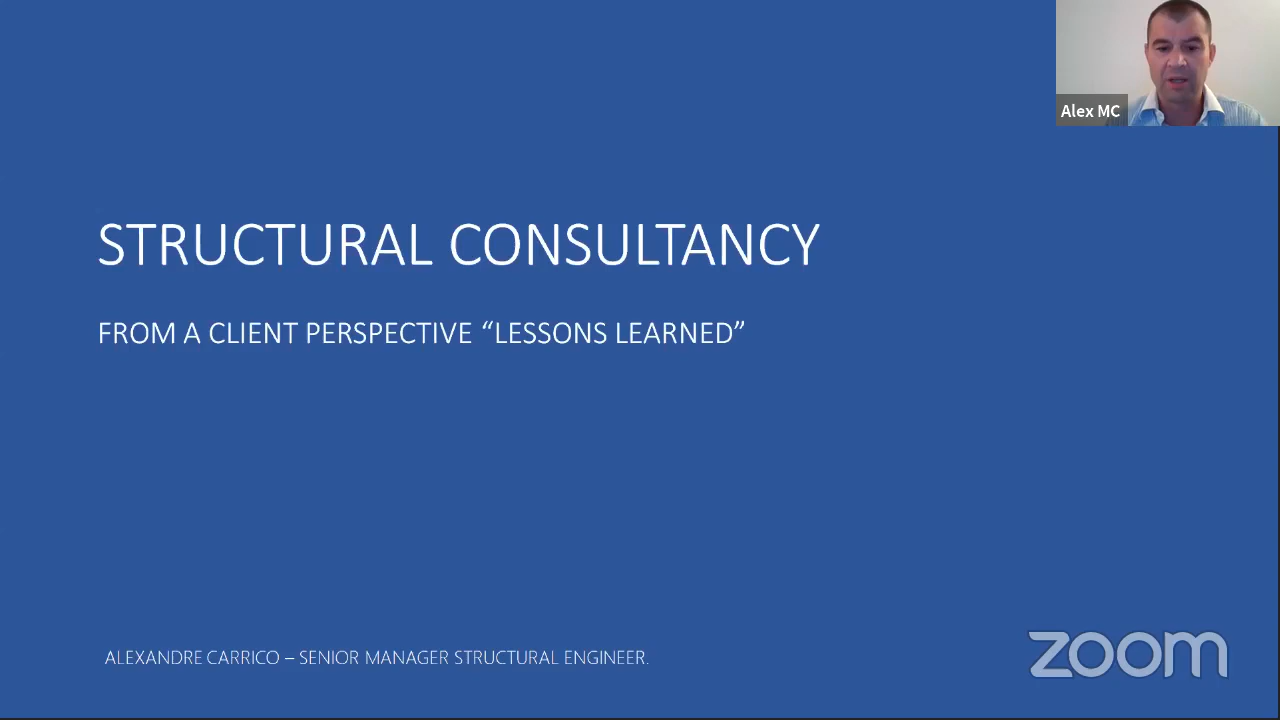 Alex MC
STRUCTURAL CONSULTANCY
FROM A CLIENT PERSPECTIVE “LESSONS LEARNED”
ALEXANDRE CARRICO – SENIOR MANAGER STRUCTURAL ENGINEER.
zoom